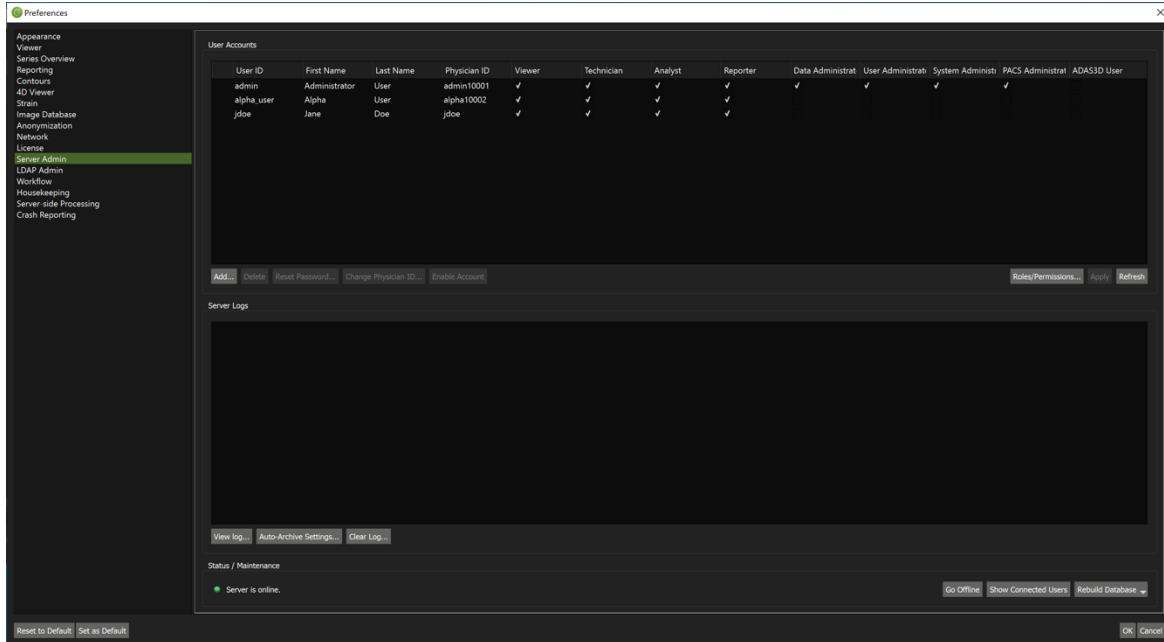 Preferences
Appearance
Viewer
Series Overview
Reporting
Contours
4D Viewer
Strain
Image Database
Anonymization
Network
License
Server Admin
LDAP Admin
Workflow
Housekeeping
Server-side Processing
Crash Reporting
User Accounts
User ID First Name Last Name Physician ID Viewer Technician Analyst Reporter Data Administrat User Administrat System Administ PACS Administrat ADAS3D User
admin Administrator User admin10001 √ √ √ √ √ √ √ √
alpha_user Alpha User alpha10002 √ √ √ √
jdoe Jane Doe jdoe √ √ √ √
Add... Delete Reset Password... Change Physician ID... Enable Account Roles/Permissions... Apply Refresh
Server Logs
View log... Auto-Archive Settings... Clear Log...
Status / Maintenance
Server is online. Go Offline Show Connected Users Rebuild Database
Reset to Default Set as Default OK Cancel